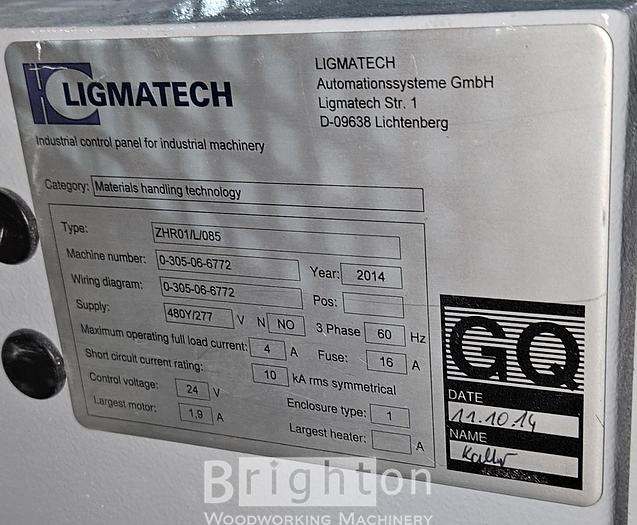 LIGMATECH
Industrial control panel for industrial machinery
LIGMATECH
Automationssysteme GmbH
Ligmatech Str. 1
D-09638 Lichtenberg
Category: Materials handling technology
Type: ZHR01/L/085
Machine number: 0-305-06-6772 Year: 2014
Wiring diagram: 0-305-06-6772 Pos:
Supply: 480Y/277 V N NO 3 Phase 60 Hz
Maximum operating full load current: 4 A Fuse: 16 A
Short circuit current rating: 10 kA rms symmetrical
Control voltage: 24 V Enclosure type: 1
Largest motor: 1,9 A Largest heater: A
GQ
DATE
11.10.14
NAME
Brighton
WOODWORKING MACHINERY